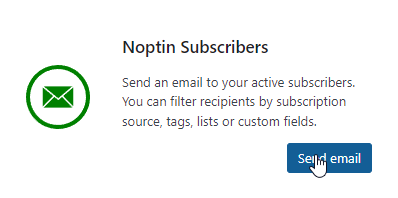 Noptin Subscribers
Send an email to your active subscribers.
You can filter recipients by subscription
source, tags, lists or custom fields.
Send email